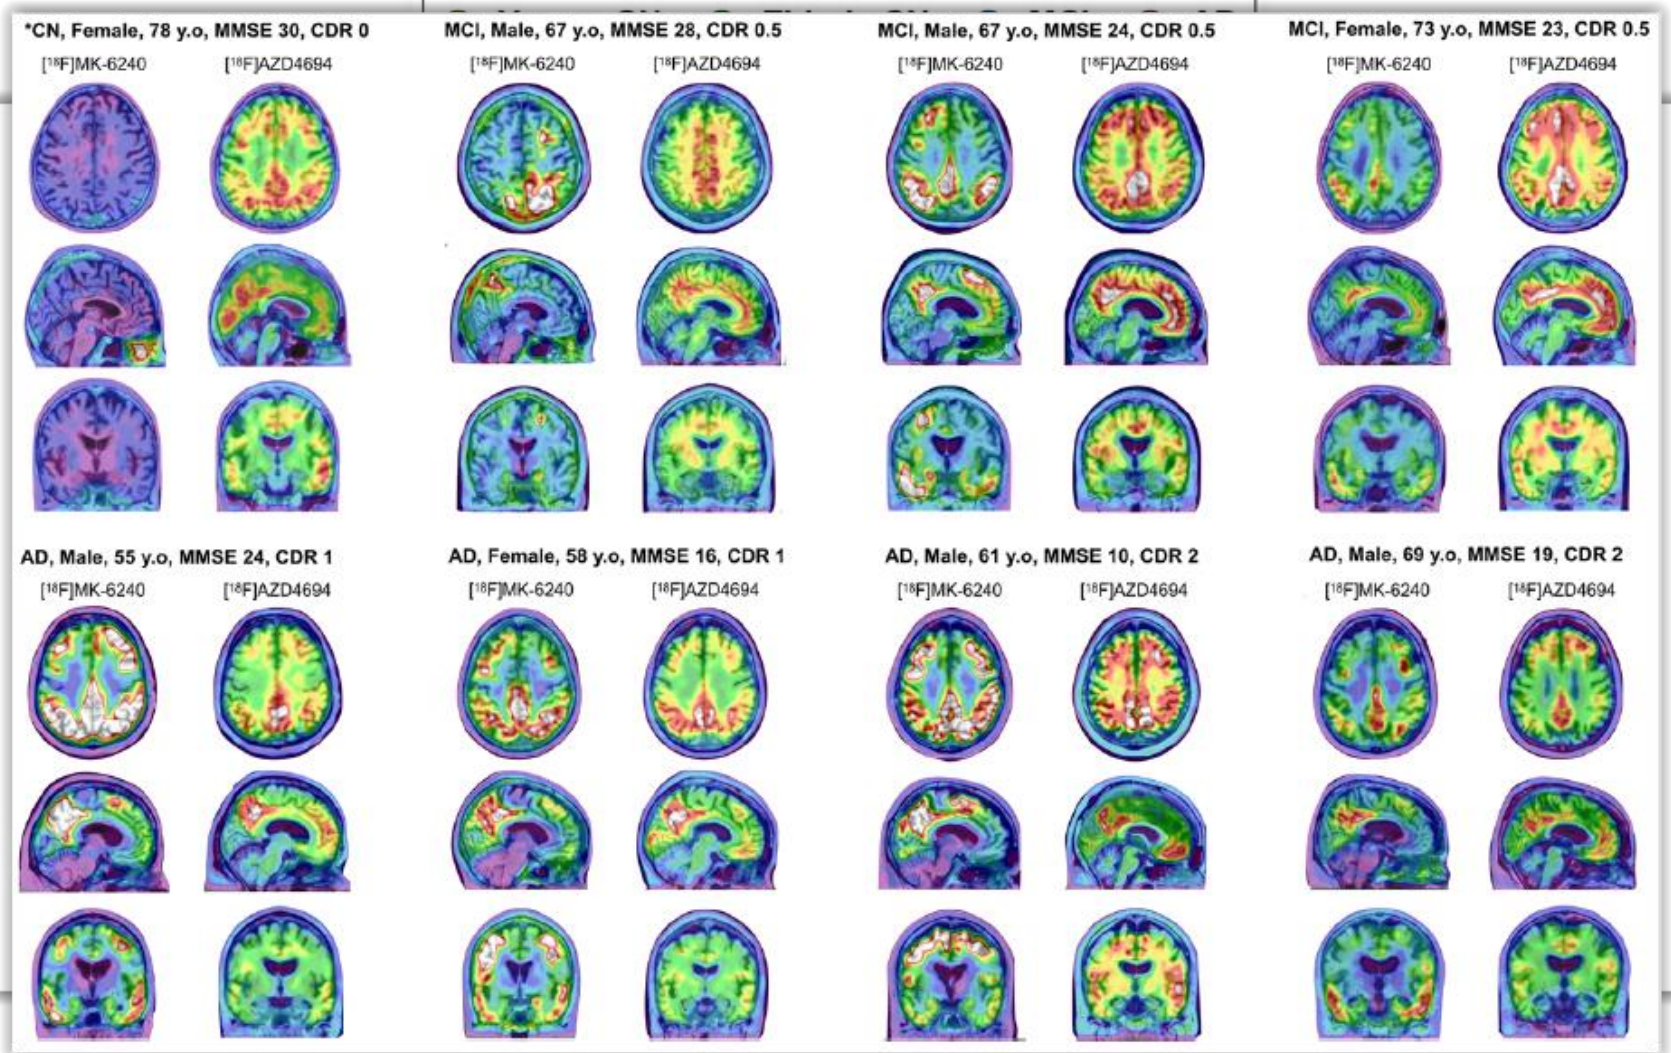 *CN, Female, 78 y.o, MMSE 30, CDR 0
[¹⁸F]MK-6240 [¹⁸F]AZD4694
MCI, Male, 67 y.o, MMSE 28, CDR 0.5
[¹⁸F]MK-6240 [¹⁸F]AZD4694
MCI, Male, 67 y.o, MMSE 24, CDR 0.5
[¹⁸F]MK-6240 [¹⁸F]AZD4694
MCI, Female, 73 y.o, MMSE 23, CDR 0.5
[¹⁸F]MK-6240 [¹⁸F]AZD4694
AD, Male, 55 y.o, MMSE 24, CDR 1
[¹⁸F]MK-6240 [¹⁸F]AZD4694
AD, Female, 58 y.o, MMSE 16, CDR 1
[¹⁸F]MK-6240 [¹⁸F]AZD4694
AD, Male, 61 y.o, MMSE 10, CDR 2
[¹⁸F]MK-6240 [¹⁸F]AZD4694
AD, Male, 69 y.o, MMSE 19, CDR 2
[¹⁸F]MK-6240 [¹⁸F]AZD4694